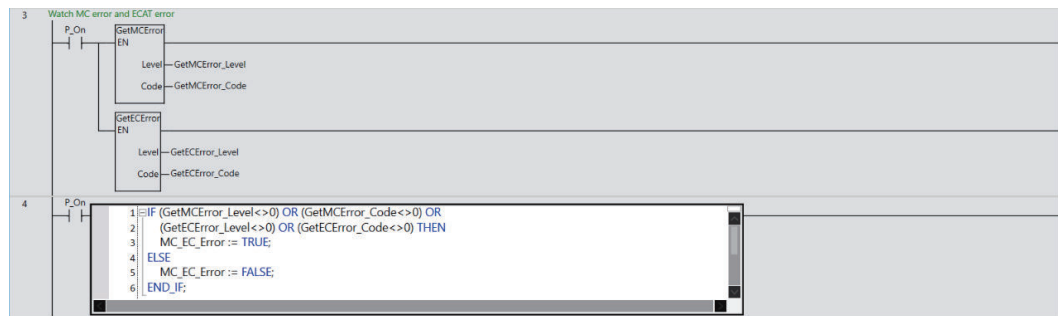 3 Watch MC error and ECAT error
P_On
GetMCError
EN
Level GetMCError_Level
Code GetMCError_Code
GetECError
EN
Level GetECError_Level
Code GetECError_Code
4 P_On
1 IF (GetMCError_Level<>0) OR (GetMCError_Code<>0) OR
2 (GetECError_Level<>0) OR (GetECError_Code<>0) THEN
3 MC_EC_Error := TRUE;
4 ELSE
5 MC_EC_Error := FALSE;
6 END_IF;